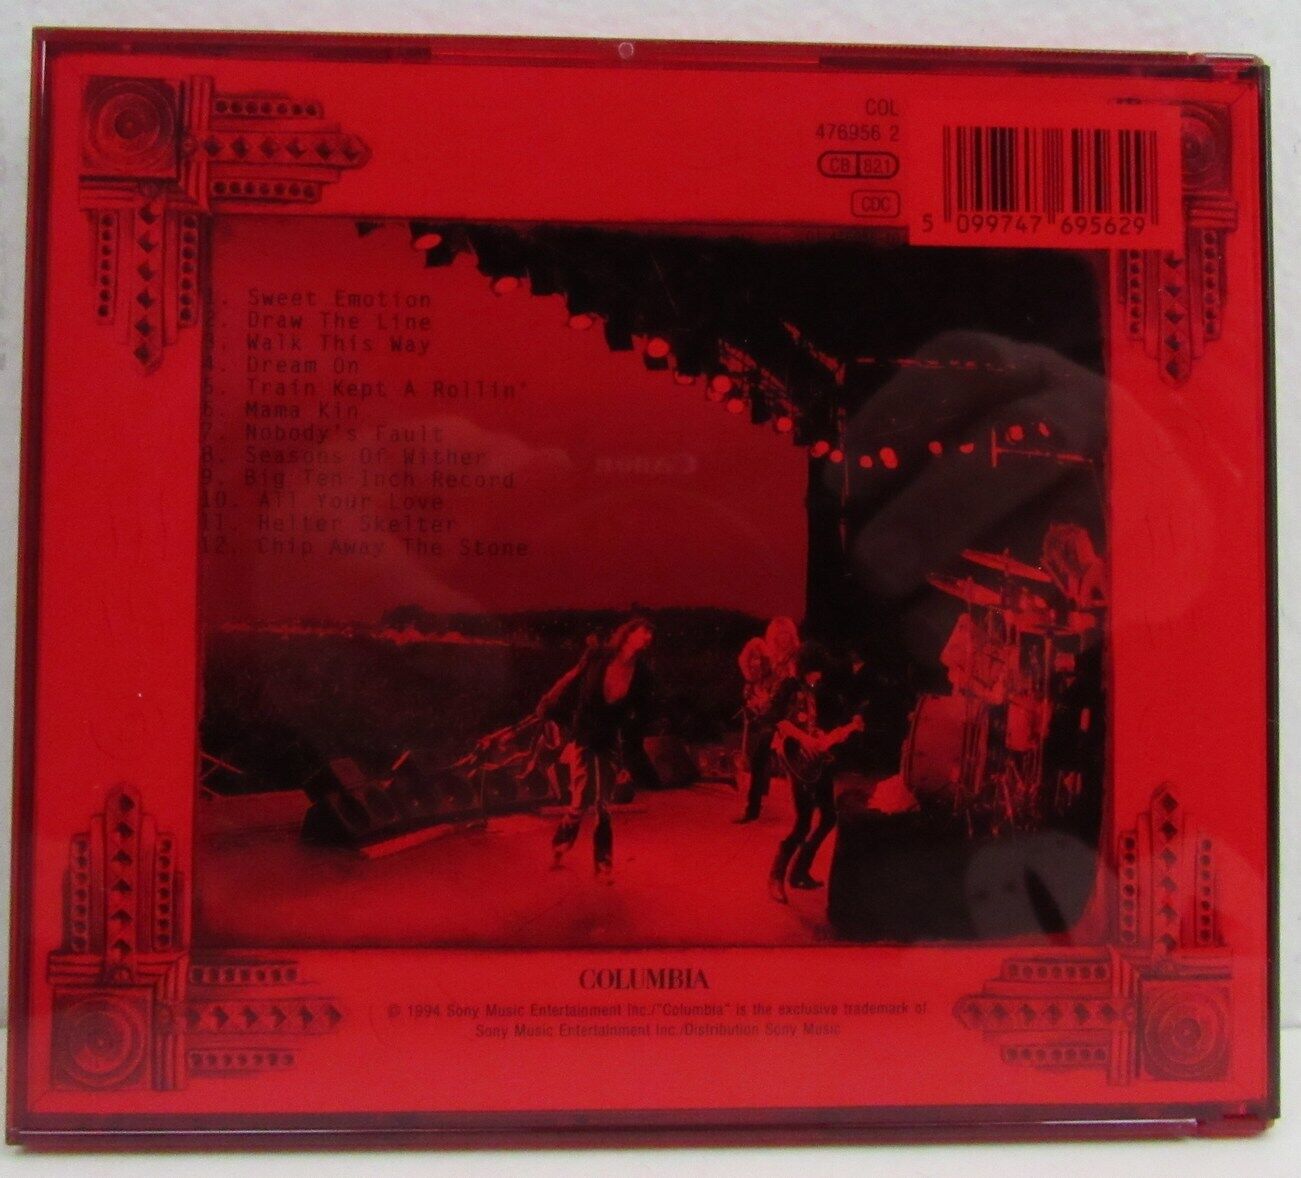 COL
476956 2
CB 821
CDC
5 099747 695629
1. Sweet Emotion
2. Draw The Line
3. Walk This Way
4. Dream On
5. Train Kept A Rollin'
6. Mama Kin
7. Nobody's Fault
8. Seasons Of Wither
9. Big Ten-Inch Record
10. All Your Love
11. Helter Skelter
12. Chip Away The Stone
COLUMBIA
© 1994 Sony Music Entertainment Inc./"Columbia" is the exclusive trademark of
Sony Music Entertainment Inc./Distribution Sony Music